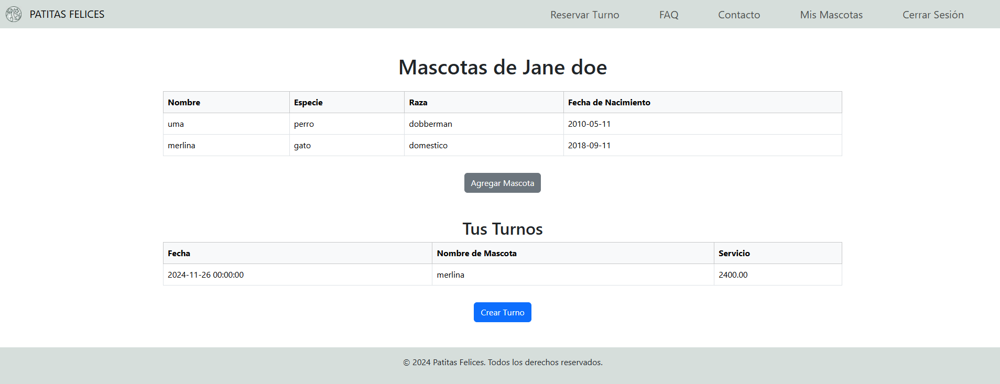 PATITAS FELICES Reservar Turno FAQ Contacto Mis Mascotas Cerrar Sesión
Mascotas de Jane doe
Nombre Especie Raza Fecha de Nacimiento
uma perro dobberman 2010-05-11
merlina gato domestico 2018-09-11
Agregar Mascota
Tus Turnos
Fecha Nombre de Mascota Servicio
2024-11-26 00:00:00 merlina 2400.00
Crear Turno
© 2024 Patitas Felices. Todos los derechos reservados.